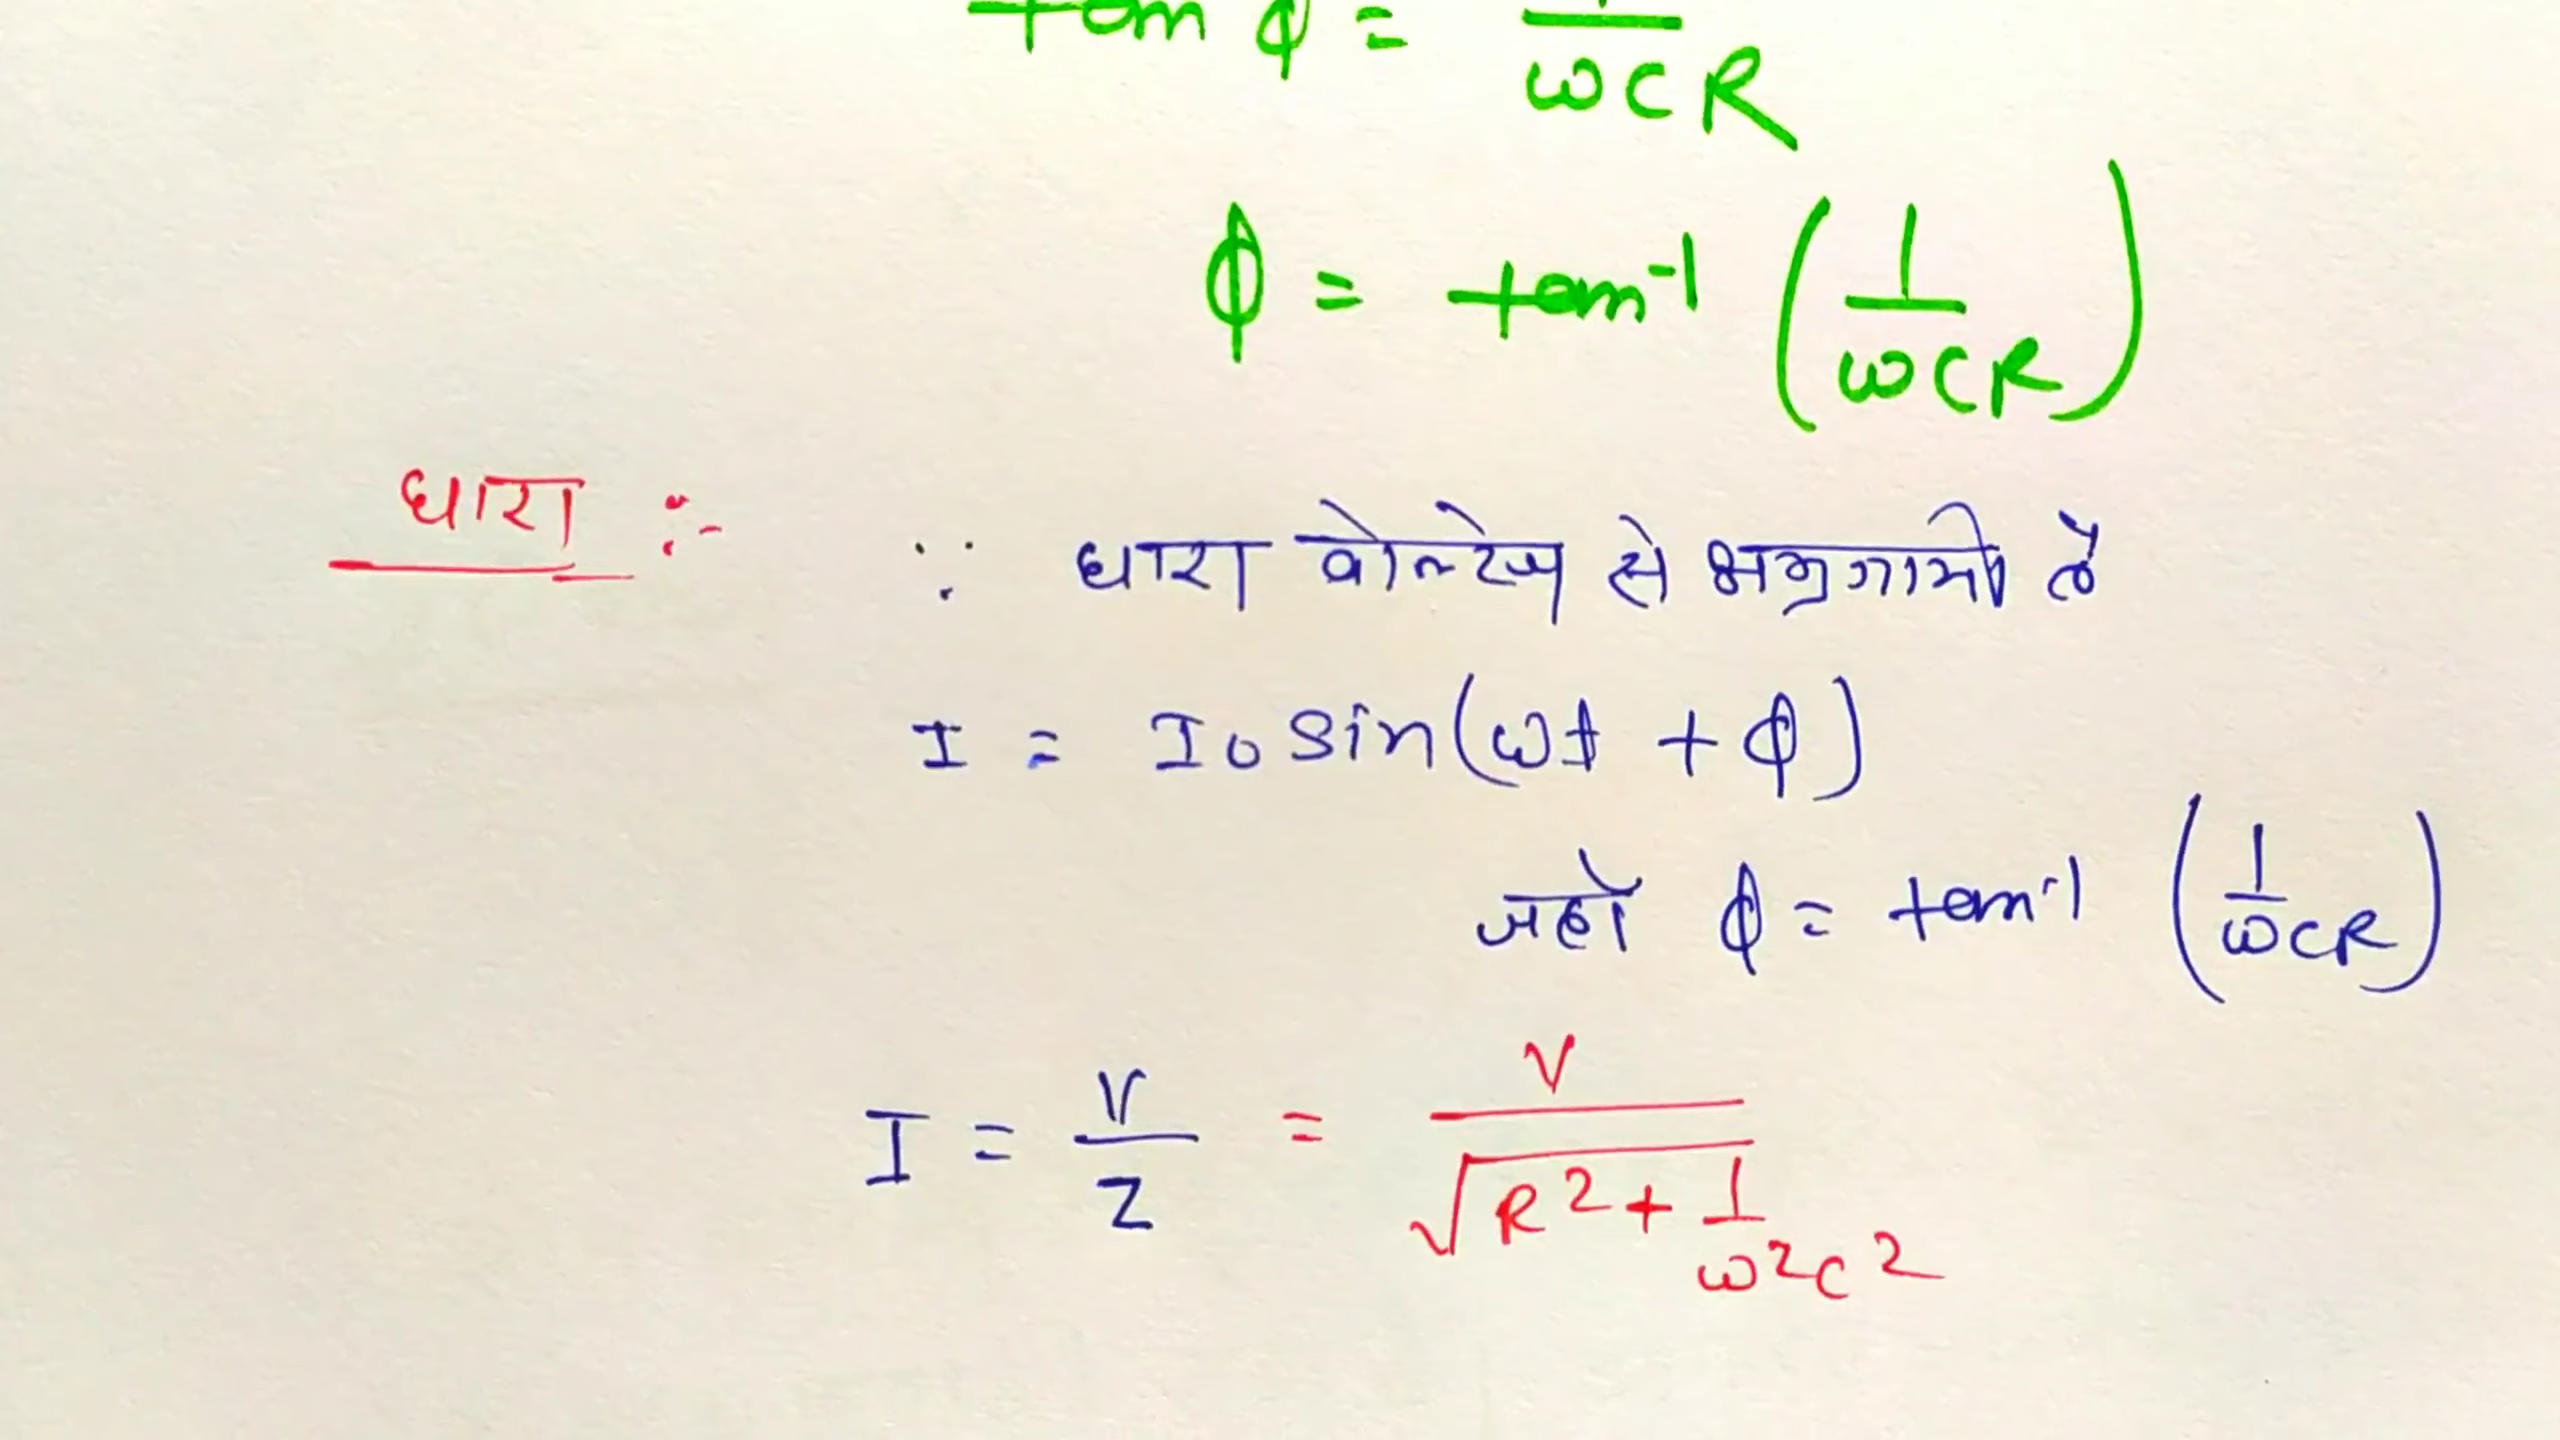 tan φ = 1/ωCR
φ = tan⁻¹ (1/ωCR)
धारा :- ∵ धारा वोल्टेज से अग्रगामी है
I = I₀ sin(ωt + φ)
जहाँ φ = tan⁻¹ (1/ωCR)
I = V/Z = V/√(R² + 1/ω²C²)